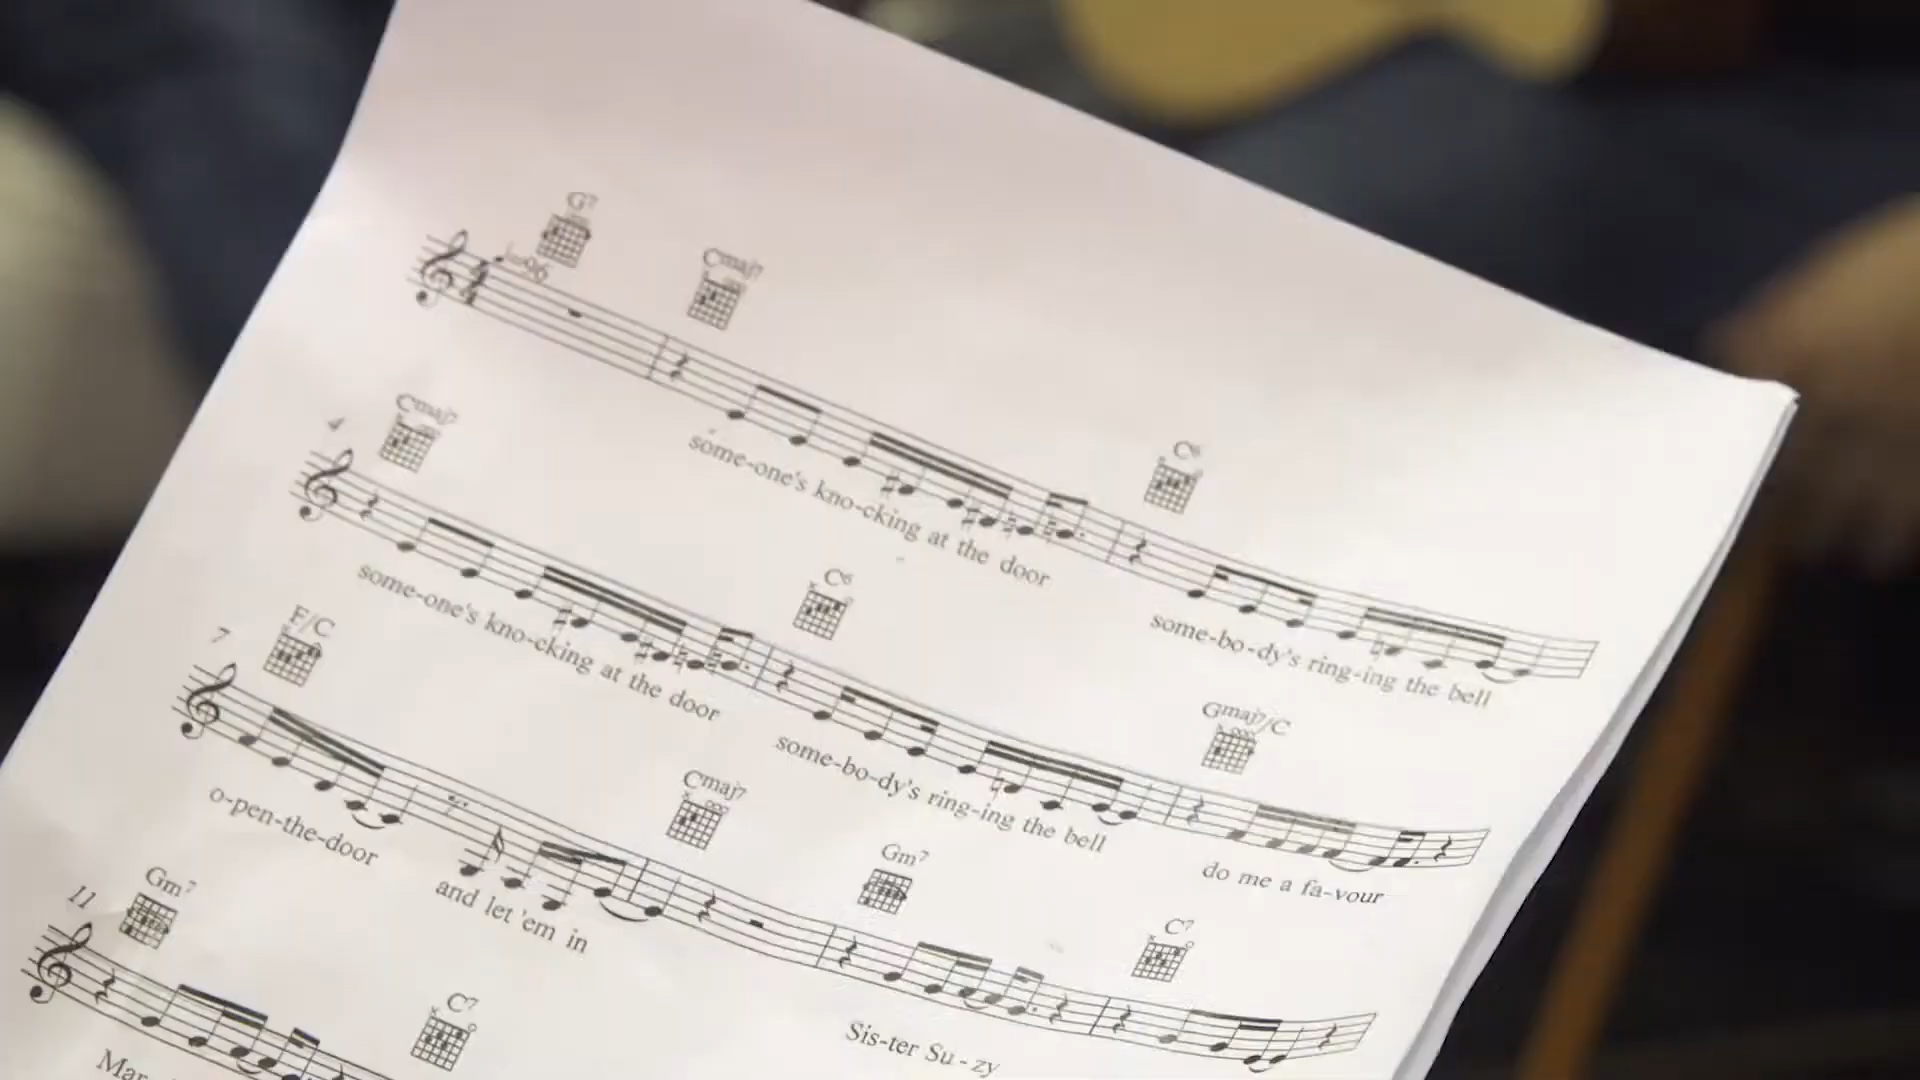 G7 Cmaj7 C6
♩=96
some-one's kno-cking at the door some-bo-dy's ring-ing the bell
4 Cmaj7 C6 Gmaj7/C
some-one's kno-cking at the door some-bo-dy's ring-ing the bell do me a fa-vour
7 F/C Cmaj7 Gm7 C7
o-pen-the-door and let 'em in Sis-ter Su-zy
11 Gm7 C7
Mar